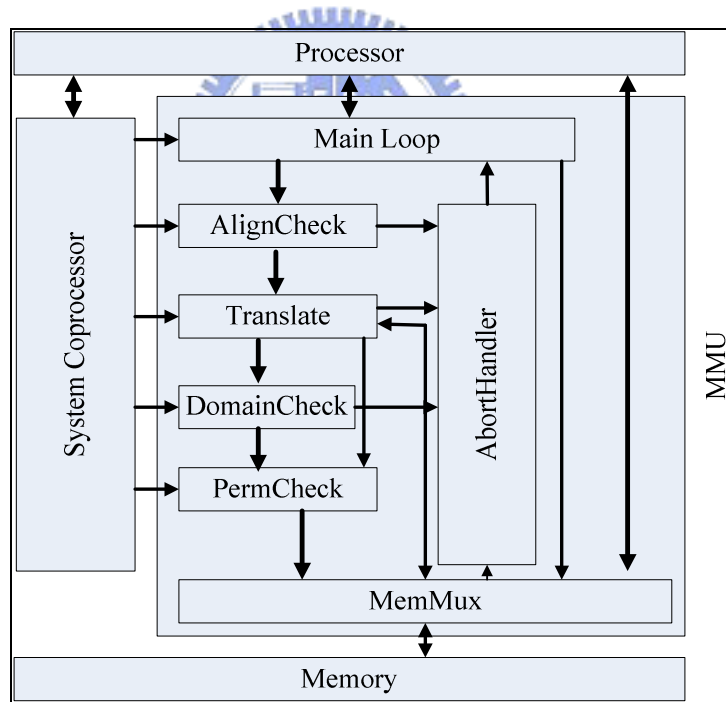 Processor
Main Loop
AlignCheck
Translate
DomainCheck
PermCheck
System Coprocessor
AbortHandler
MMU
MemMux
Memory